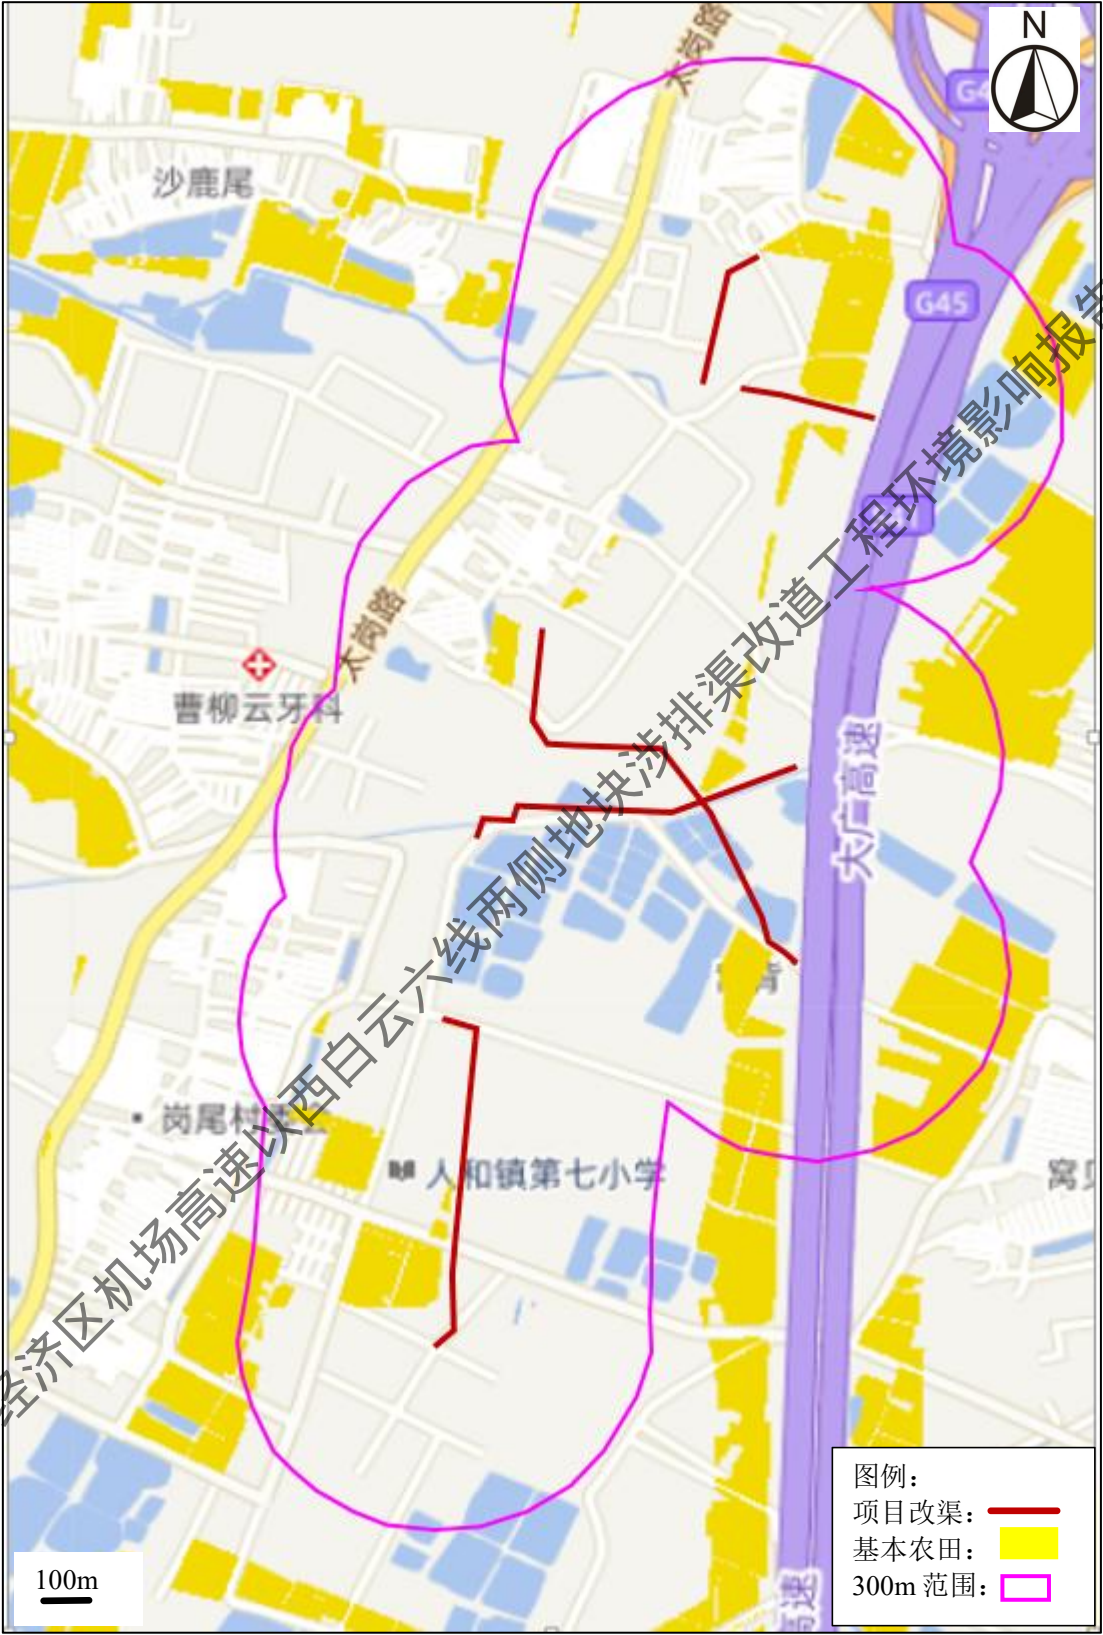 N
太岗路
沙鹿尾
G45
太岗路
曹柳云牙科
大广高速
岗尾村
人和镇第七小学
经济区机场高速以西白云六线两侧地块涉排渠改道工程环境影响报告
图例：
项目改渠：
基本农田：
300m 范围：
100m
高速